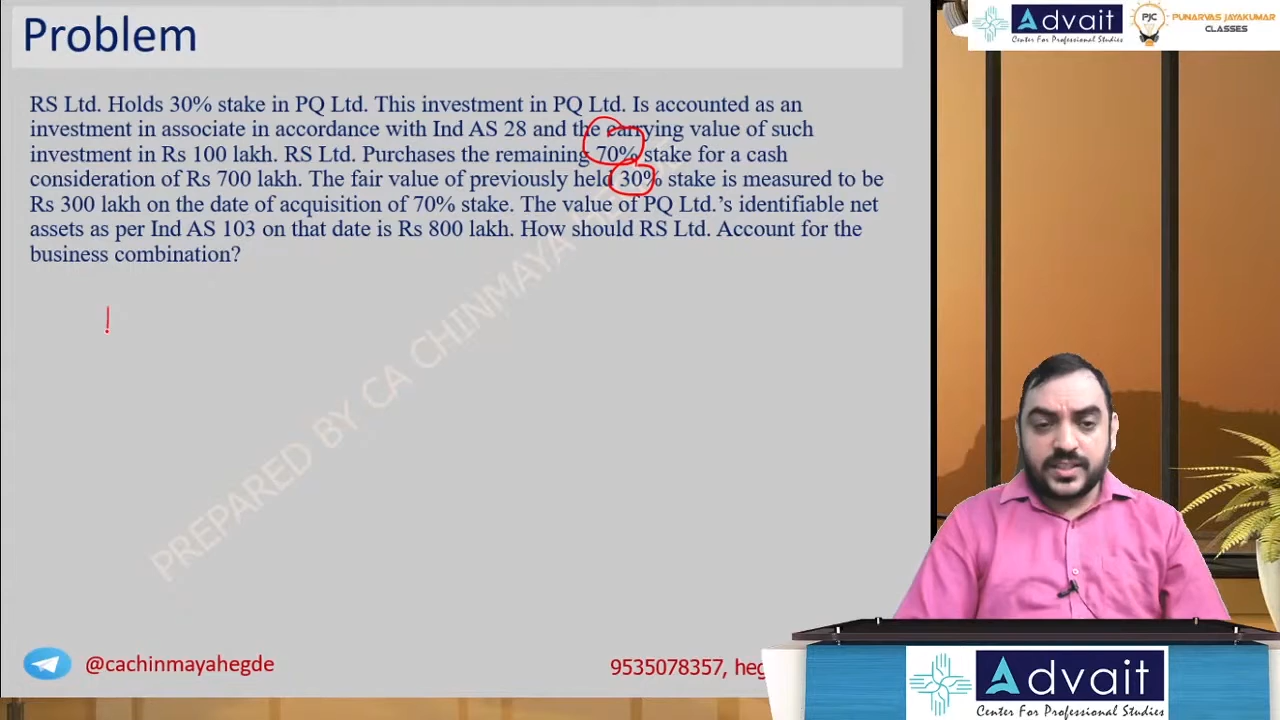 Problem
RS Ltd. Holds 30% stake in PQ Ltd. This investment in PQ Ltd. Is accounted as an
investment in associate in accordance with Ind AS 28 and the carrying value of such
investment in Rs 100 lakh. RS Ltd. Purchases the remaining 70% stake for a cash
consideration of Rs 700 lakh. The fair value of previously held 30% stake is measured to be
Rs 300 lakh on the date of acquisition of 70% stake. The value of PQ Ltd.'s identifiable net
assets as per Ind AS 103 on that date is Rs 800 lakh. How should RS Ltd. Account for the
business combination?
PREPARED BY CA CHINMAYA HEGDE
@cachinmayahegde
9535078357, heg
Advait
Center For Professional Studies
PJC
PUNARVAS JAYAKUMAR
CLASSES
Advait
Center For Professional Studies